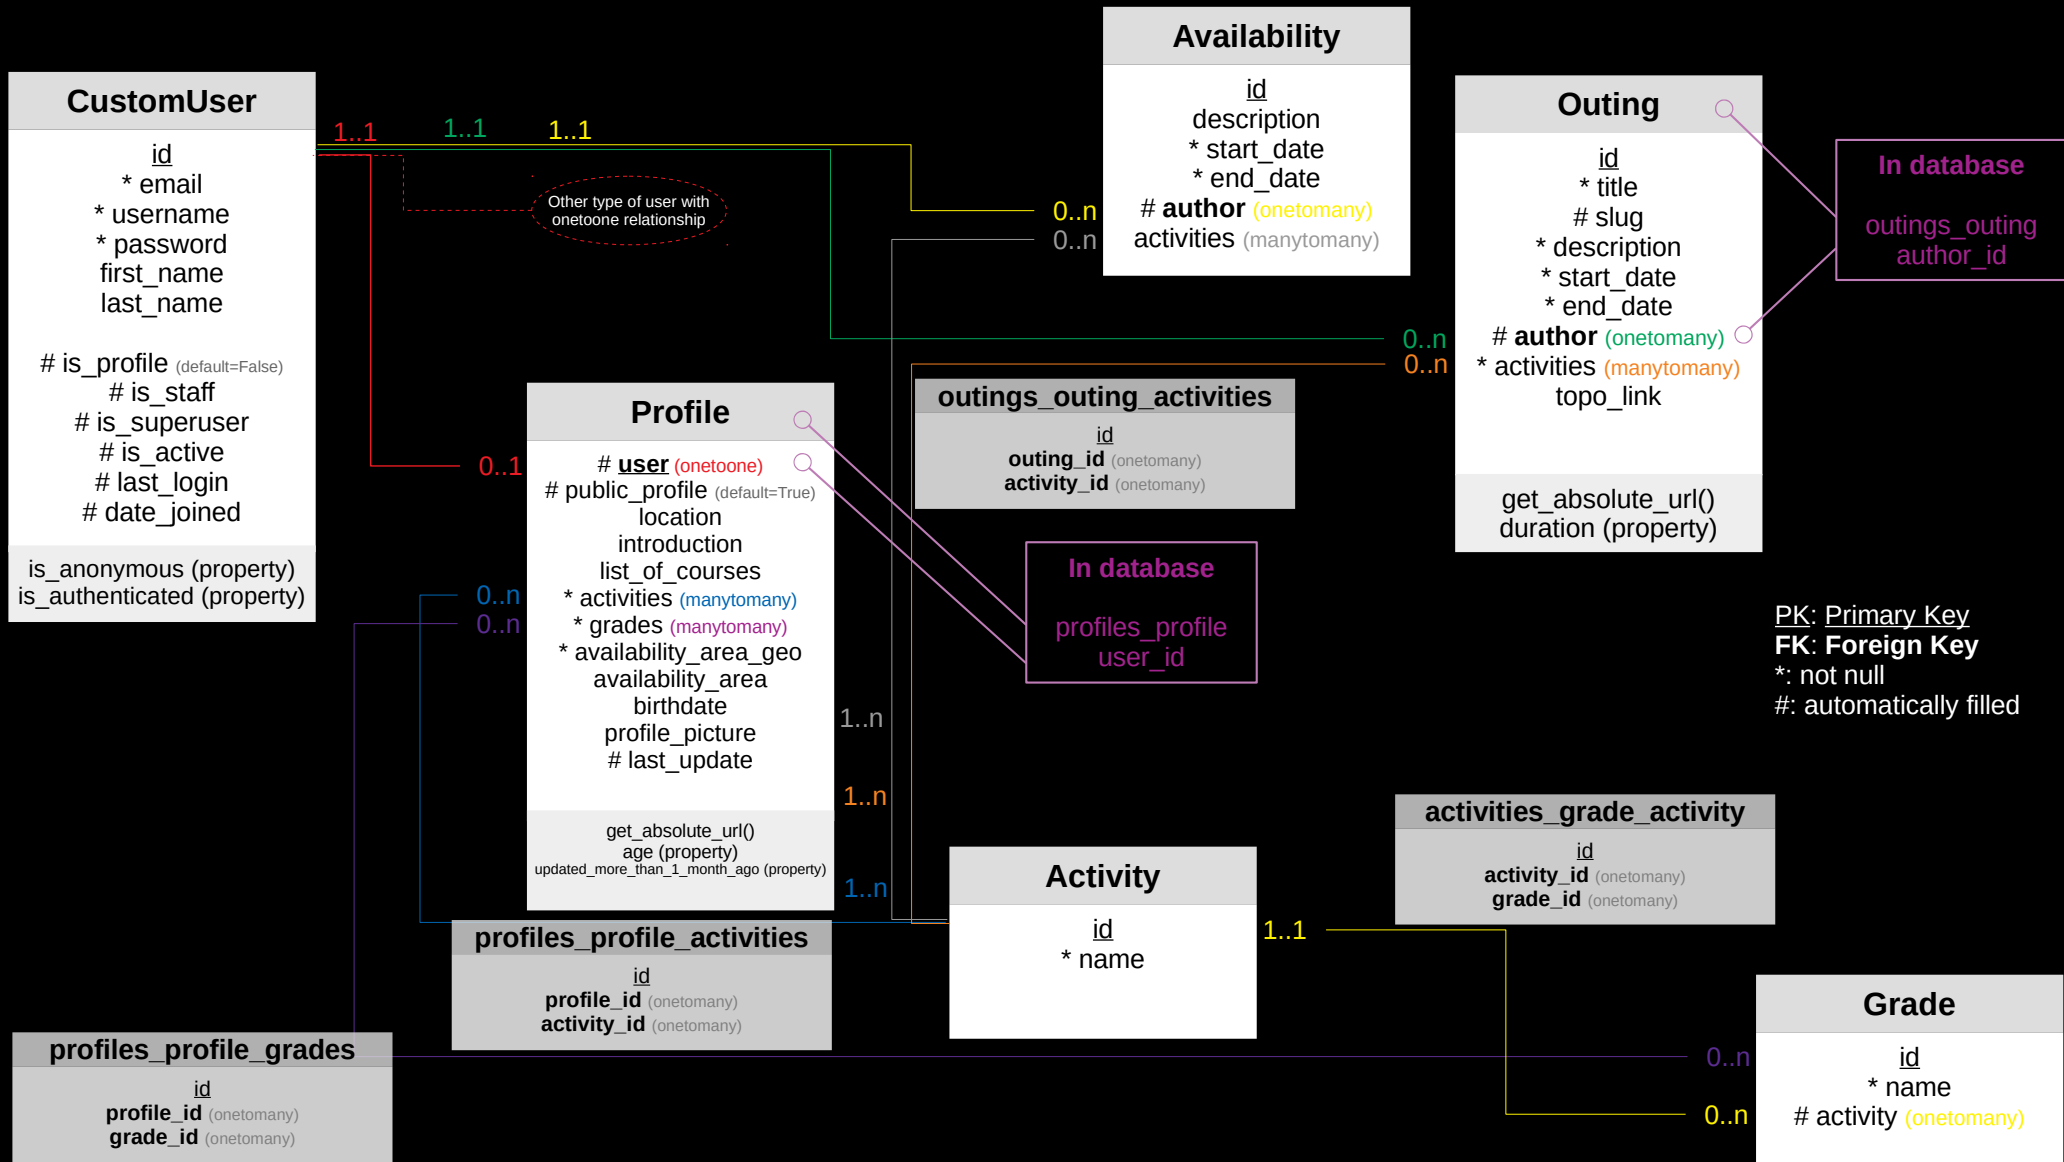 CustomUser
id
* email
* username
* password
first_name
last_name
# is_profile (default=False)
# is_staff
# is_superuser
# is_active
# last_login
# date_joined
is_anonymous (property)
is_authenticated (property)
1..1
1..1
1..1
Other type of user with
onetoone relationship
Availability
id
description
* start_date
* end_date
# author (onetomany)
activities (manytomany)
0..n
0..n
Outing
id
* title
# slug
* description
* start_date
* end_date
# author (onetomany)
* activities (manytomany)
topo_link
get_absolute_url()
duration (property)
0..n
0..n
In database
outings_outing
author_id
Profile
# user (onetoone)
# public_profile (default=True)
location
introduction
list_of_courses
* activities (manytomany)
* grades (manytomany)
* availability_area_geo
availability_area
birthdate
profile_picture
# last_update
get_absolute_url()
age (property)
updated_more_than_1_month_ago (property)
0..1
0..n
0..n
outings_outing_activities
id
outing_id (onetomany)
activity_id (onetomany)
In database
profiles_profile
user_id
PK: Primary Key
FK: Foreign Key
*: not null
#: automatically filled
1..n
1..n
1..n
Activity
id
* name
1..1
activities_grade_activity
id
activity_id (onetomany)
grade_id (onetomany)
profiles_profile_activities
id
profile_id (onetomany)
activity_id (onetomany)
profiles_profile_grades
id
profile_id (onetomany)
grade_id (onetomany)
0..n
0..n
Grade
id
* name
# activity (onetomany)